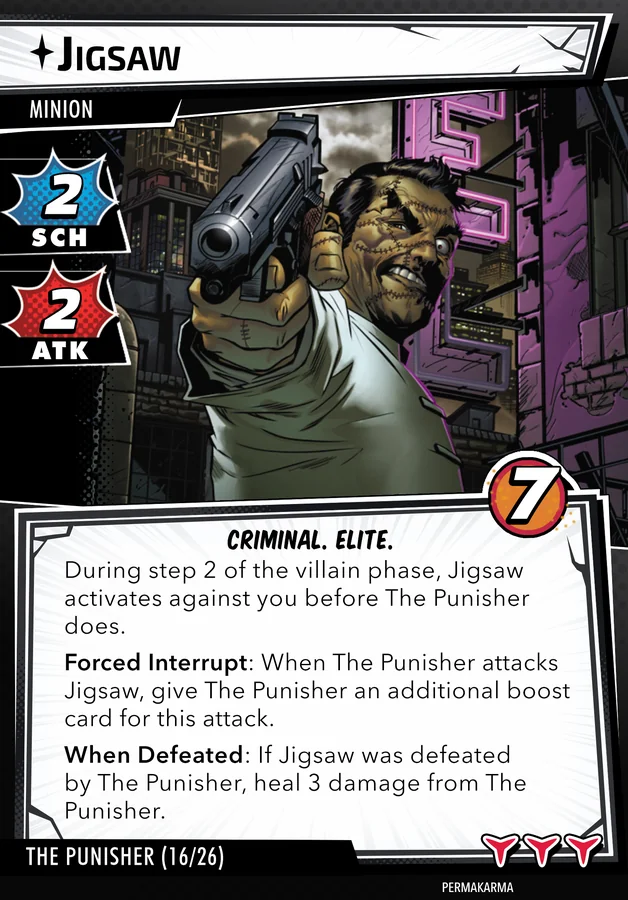 JIGSAW
MINION
2
SCH
2
ATK
7
CRIMINAL. ELITE.
During step 2 of the villain phase, Jigsaw
activates against you before The Punisher
does.
Forced Interrupt: When The Punisher attacks
Jigsaw, give The Punisher an additional boost
card for this attack.
When Defeated: If Jigsaw was defeated
by The Punisher, heal 3 damage from The
Punisher.
THE PUNISHER (16/26)
PERMAKARMA